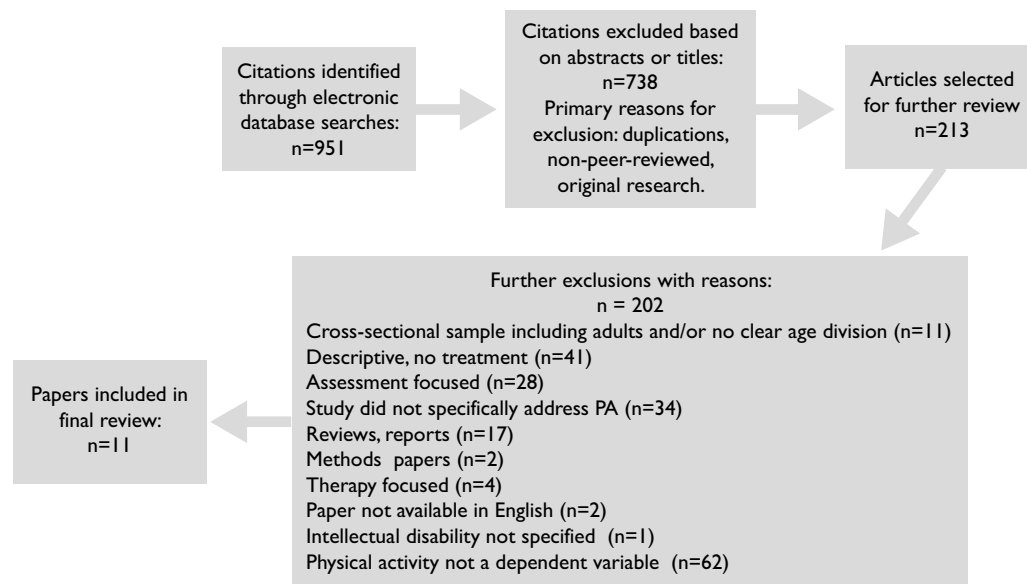 Citations identified
through electronic
database searches:
n=951
Citations excluded based
on abstracts or titles:
n=738
Primary reasons for
exclusion: duplications,
non-peer-reviewed,
original research.
Articles selected
for further review
n=213
Further exclusions with reasons:
n = 202
Cross-sectional sample including adults and/or no clear age division (n=11)
Descriptive, no treatment (n=41)
Assessment focused (n=28)
Study did not specifically address PA (n=34)
Reviews, reports (n=17)
Methods papers (n=2)
Therapy focused (n=4)
Paper not available in English (n=2)
Intellectual disability not specified (n=1)
Physical activity not a dependent variable (n=62)
Papers included in
final review:
n=11